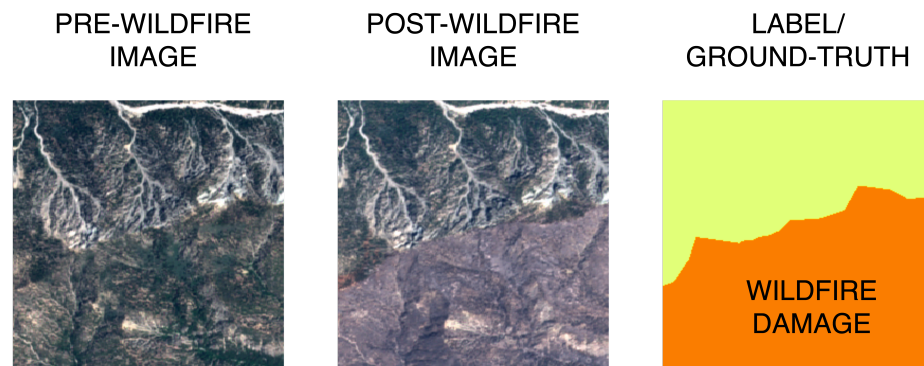 PRE-WILDFIRE
IMAGE
POST-WILDFIRE
IMAGE
LABEL/
GROUND-TRUTH
WILDFIRE
DAMAGE